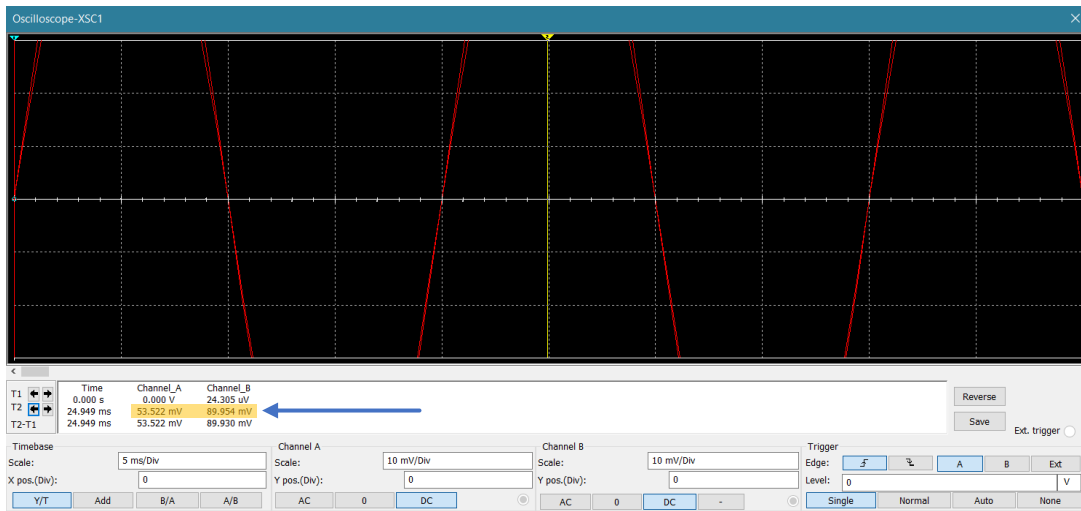 Oscilloscope-XSC1
Time Channel_A Channel_B
T1 0.000 s 0.000 V 24.305 uV
T2 24.949 ms 53.522 mV 89.954 mV
T2-T1 24.949 ms 53.522 mV 89.930 mV
Reverse
Save
Ext. trigger
Timebase
Scale: 5 ms/Div
X pos.(Div): 0
Y/T Add B/A A/B
Channel A
Scale: 10 mV/Div
Y pos.(Div): 0
AC 0 DC
Channel B
Scale: 10 mV/Div
Y pos.(Div): 0
AC 0 DC -
Trigger
Edge: A B Ext
Level: 0 V
Single Normal Auto None